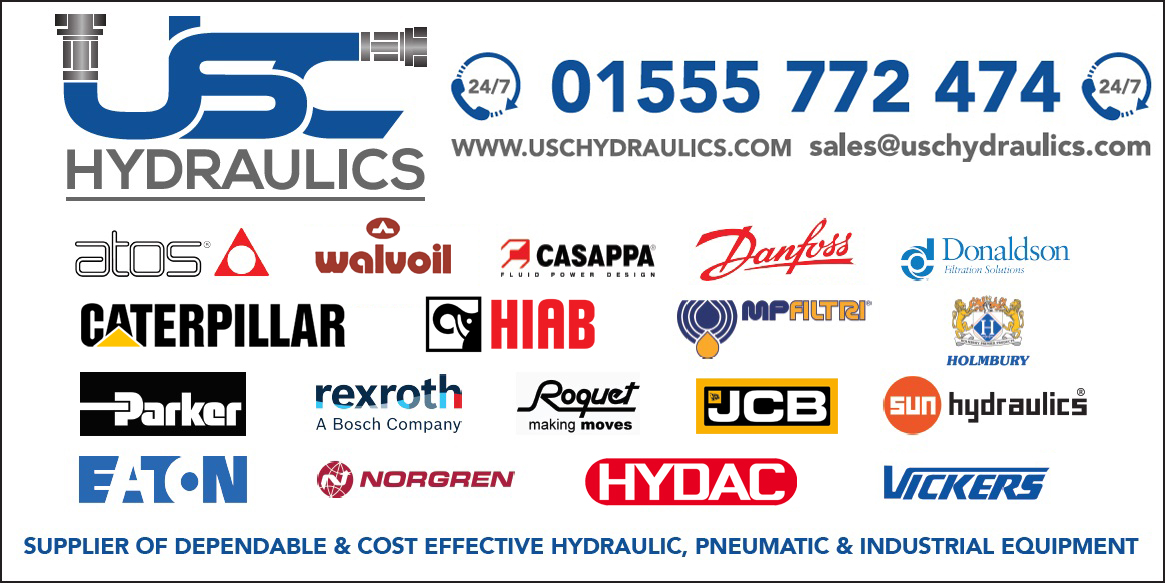 USC
HYDRAULICS
24/7 01555 772 474 24/7
WWW.USCHYDRAULICS.COM sales@uschydraulics.com
atos® walvoil CASAPPA® Danfoss Donaldson
FLUID POWER DESIGN Filtration Solutions
CATERPILLAR HIAB MPFILTRI®
HOLMBURY
Parker rexroth Roquet JCB sun hydraulics®
A Bosch Company making moves
EATON NORGREN HYDAC VICKERS
SUPPLIER OF DEPENDABLE & COST EFFECTIVE HYDRAULIC, PNEUMATIC & INDUSTRIAL EQUIPMENT